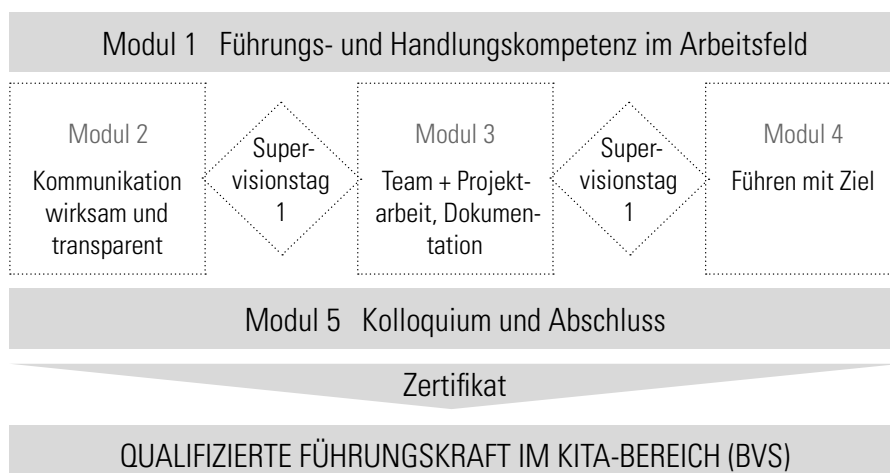 Modul 1 Führungs- und Handlungskompetenz im Arbeitsfeld
Modul 2
Kommunikation
wirksam und
transparent
Super-
visionstag
1
Modul 3
Team + Projekt-
arbeit, Dokumen-
tation
Super-
visionstag
1
Modul 4
Führen mit Ziel
Modul 5 Kolloquium und Abschluss
Zertifikat
QUALIFIZIERTE FÜHRUNGSKRAFT IM KITA-BEREICH (BVS)